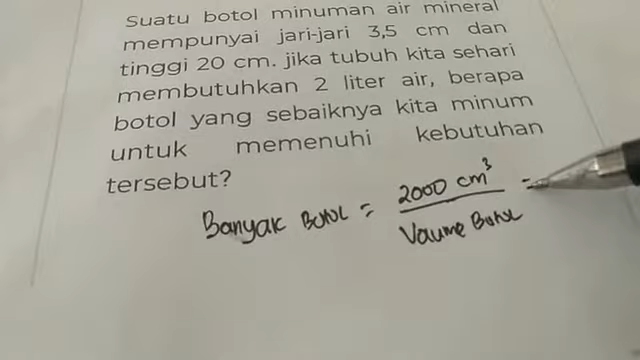 Suatu botol minuman air mineral
mempunyai jari-jari 3,5 cm dan
tinggi 20 cm. jika tubuh kita sehari
membutuhkan 2 liter air, berapa
botol yang sebaiknya kita minum
untuk memenuhi kebutuhan
tersebut?
Banyak Botol = 2000 cm³ =
Voume Botol